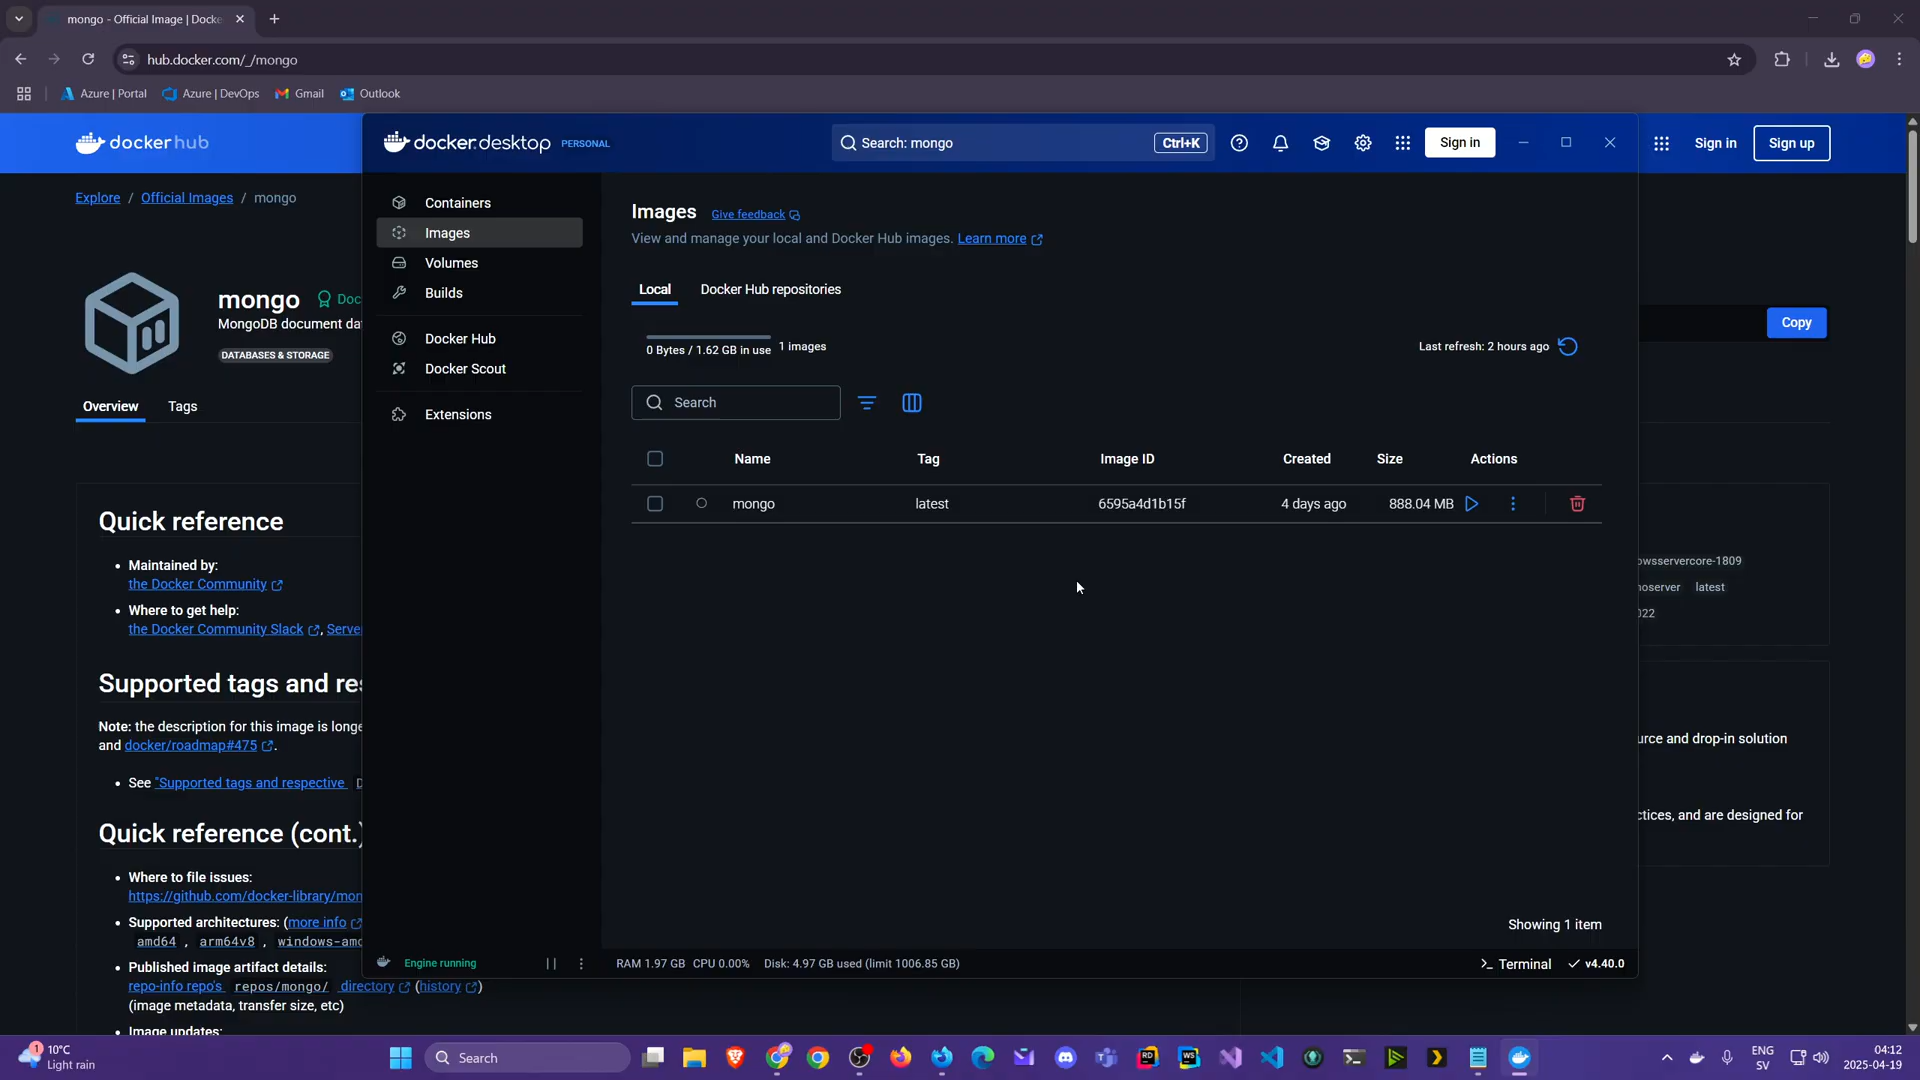 mongo - Official Image | Docke
hub.docker.com/_/mongo
Azure | Portal
Azure | DevOps
Gmail
Outlook
dockerhub
Explore / Official Images / mongo
mongo
Doc
MongoDB document da
DATABASES & STORAGE
Overview
Tags
Quick reference
Maintained by:
the Docker Community
Where to get help:
the Docker Community Slack, Serve
Supported tags and res
Note: the description for this image is longe
and docker/roadmap#475.
See "Supported tags and respective D
Quick reference (cont.)
Where to file issues:
https://github.com/docker-library/mon
Supported architectures: (more info
amd64, arm64v8, windows-amd
Published image artifact details:
repo-info repo's repos/mongo/ directory (history)
(image metadata, transfer size, etc)
Image updates:
docker.desktop PERSONAL
Search: mongo
Ctrl+K
Sign in
Sign in
Sign up
Containers
Images
Volumes
Builds
Docker Hub
Docker Scout
Extensions
Images
Give feedback
View and manage your local and Docker Hub images. Learn more
Local
Docker Hub repositories
0 Bytes / 1.62 GB in use
1 images
Last refresh: 2 hours ago
Search
Name Tag Image ID Created Size Actions
mongo latest 6595a4d1b15f 4 days ago 888.04 MB
Showing 1 item
Engine running
RAM 1.97 GB CPU 0.00% Disk: 4.97 GB used (limit 1006.85 GB)
Terminal
v4.40.0
Copy
owsservercore-1809
noserver latest
022
urce and drop-in solution
ctices, and are designed for
1
10°C
Light rain
Search
RD
WS
ENG
SV
04:12
2025-04-19